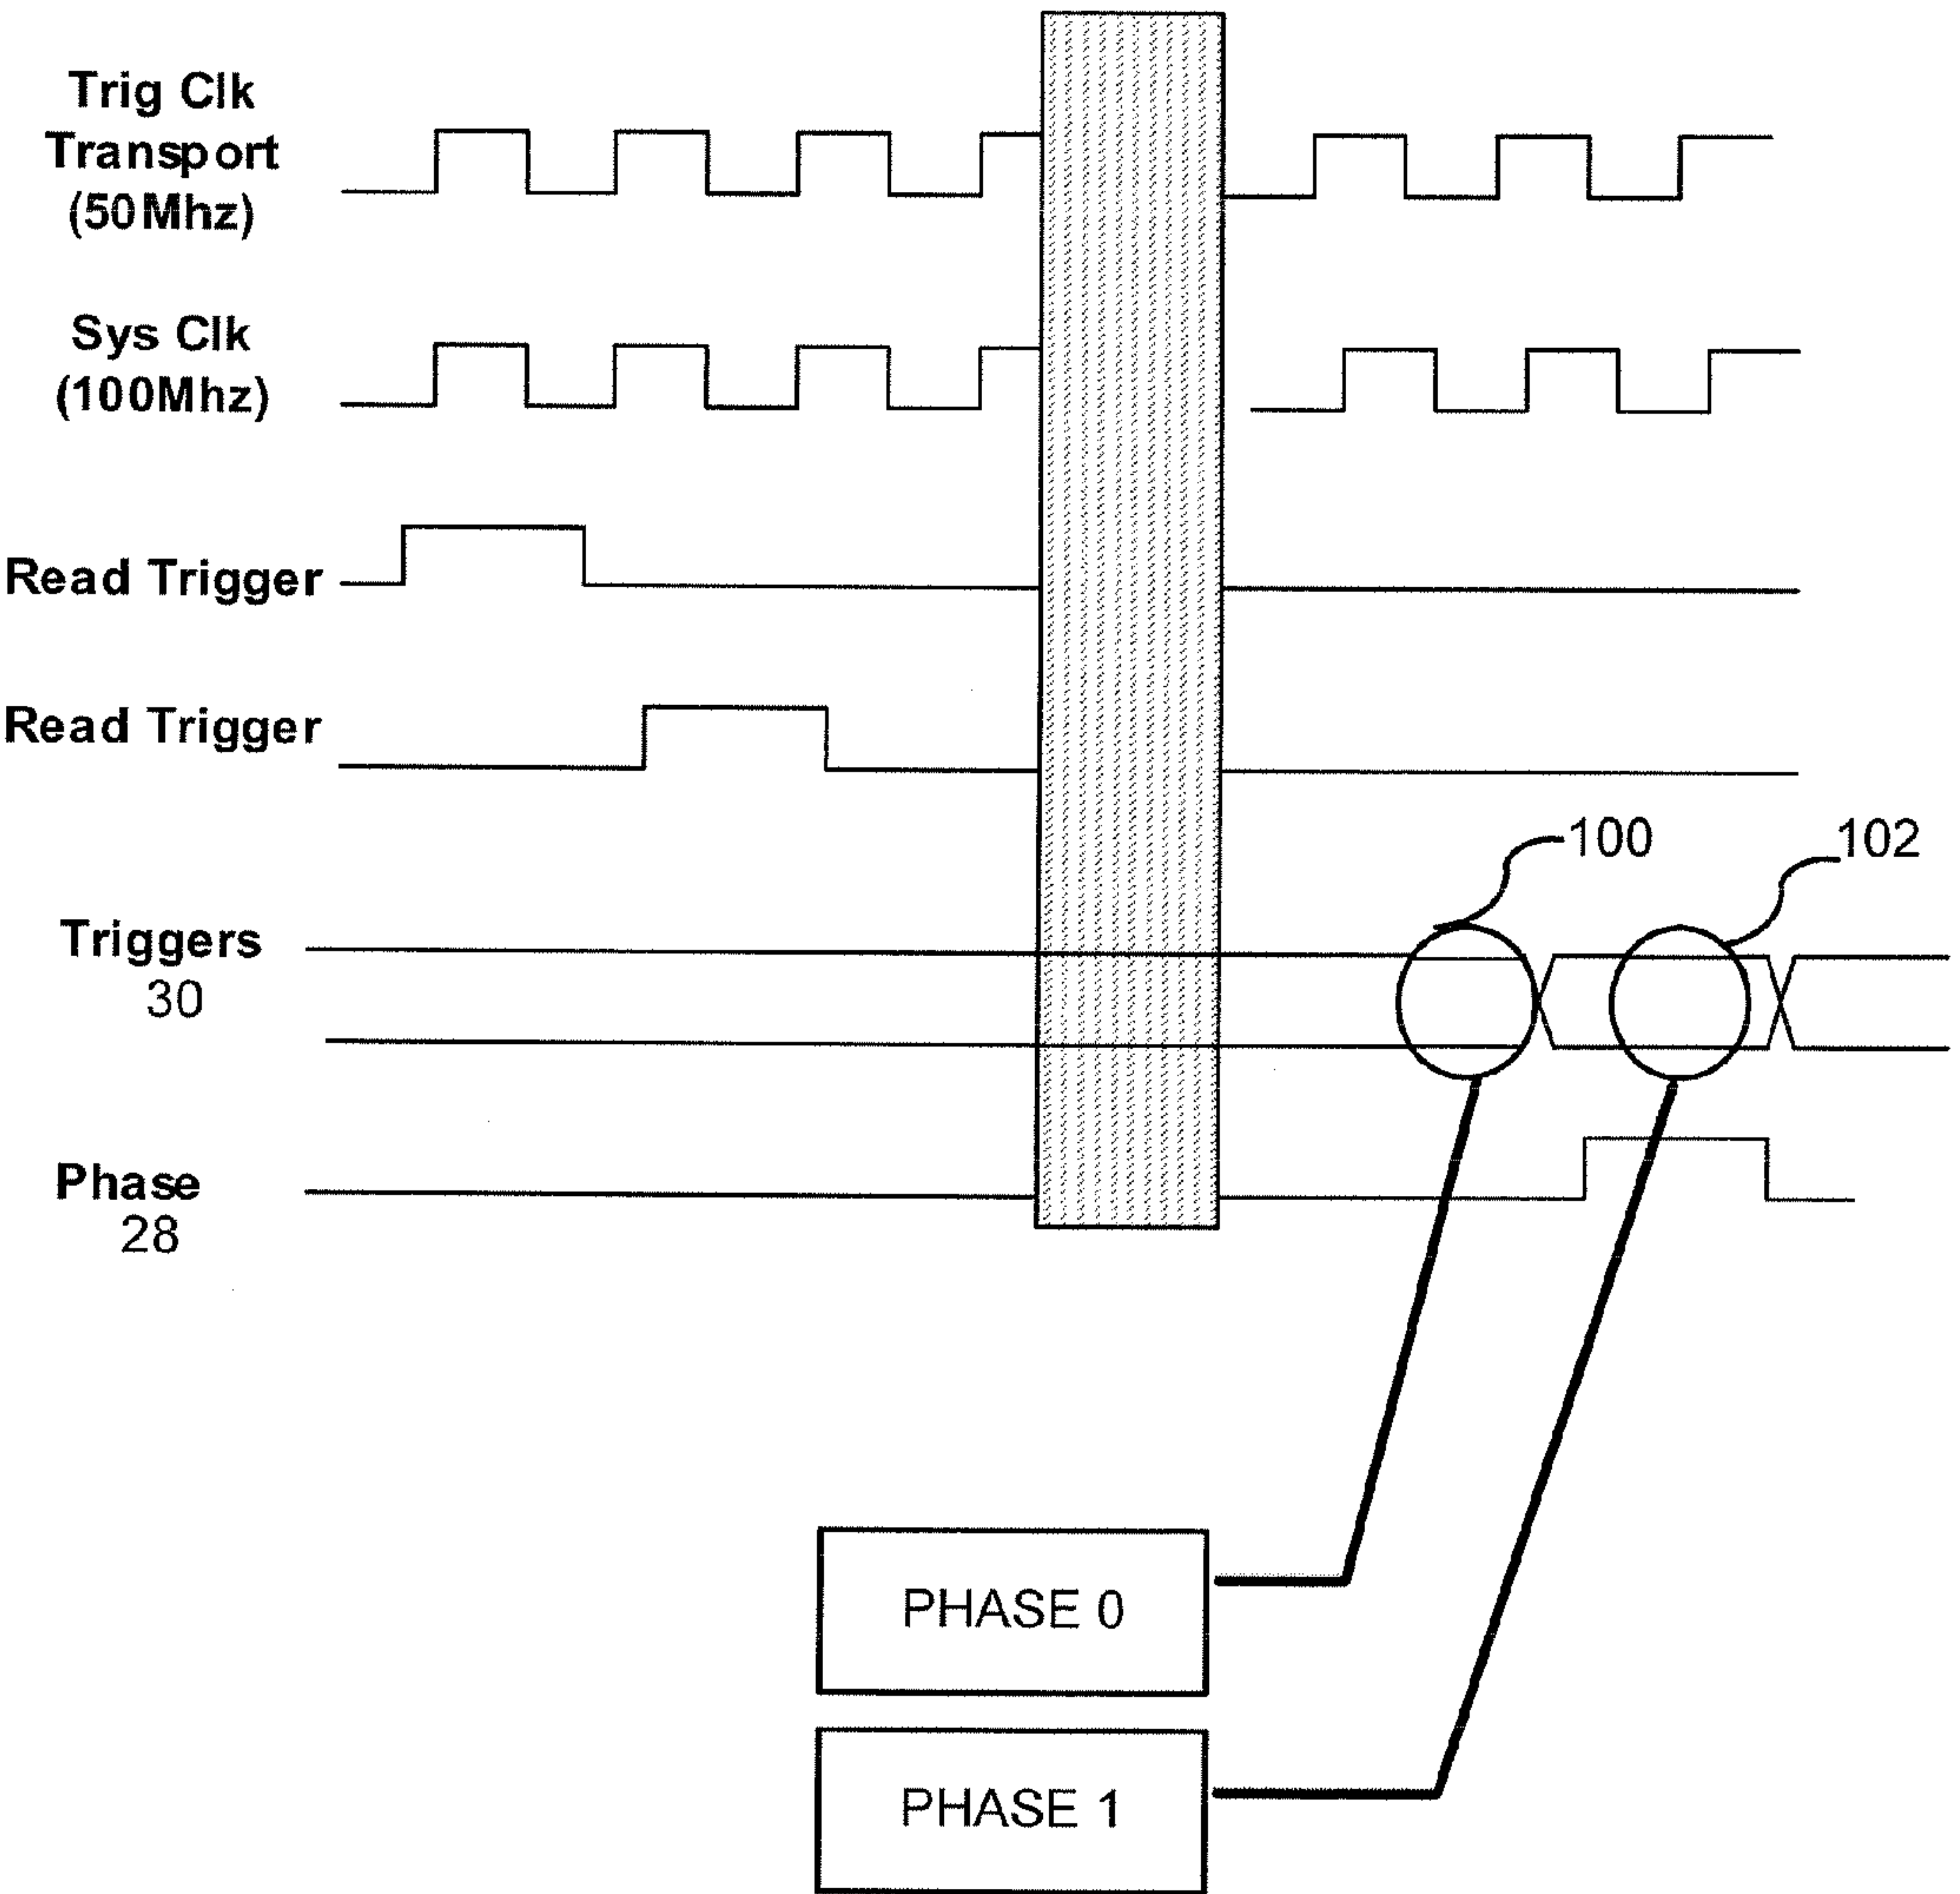 Trig Clk
Transport
(50Mhz)
Sys Clk
(100Mhz)
Read Trigger
Read Trigger
100
102
Triggers
30
Phase
28
PHASE 0
PHASE 1